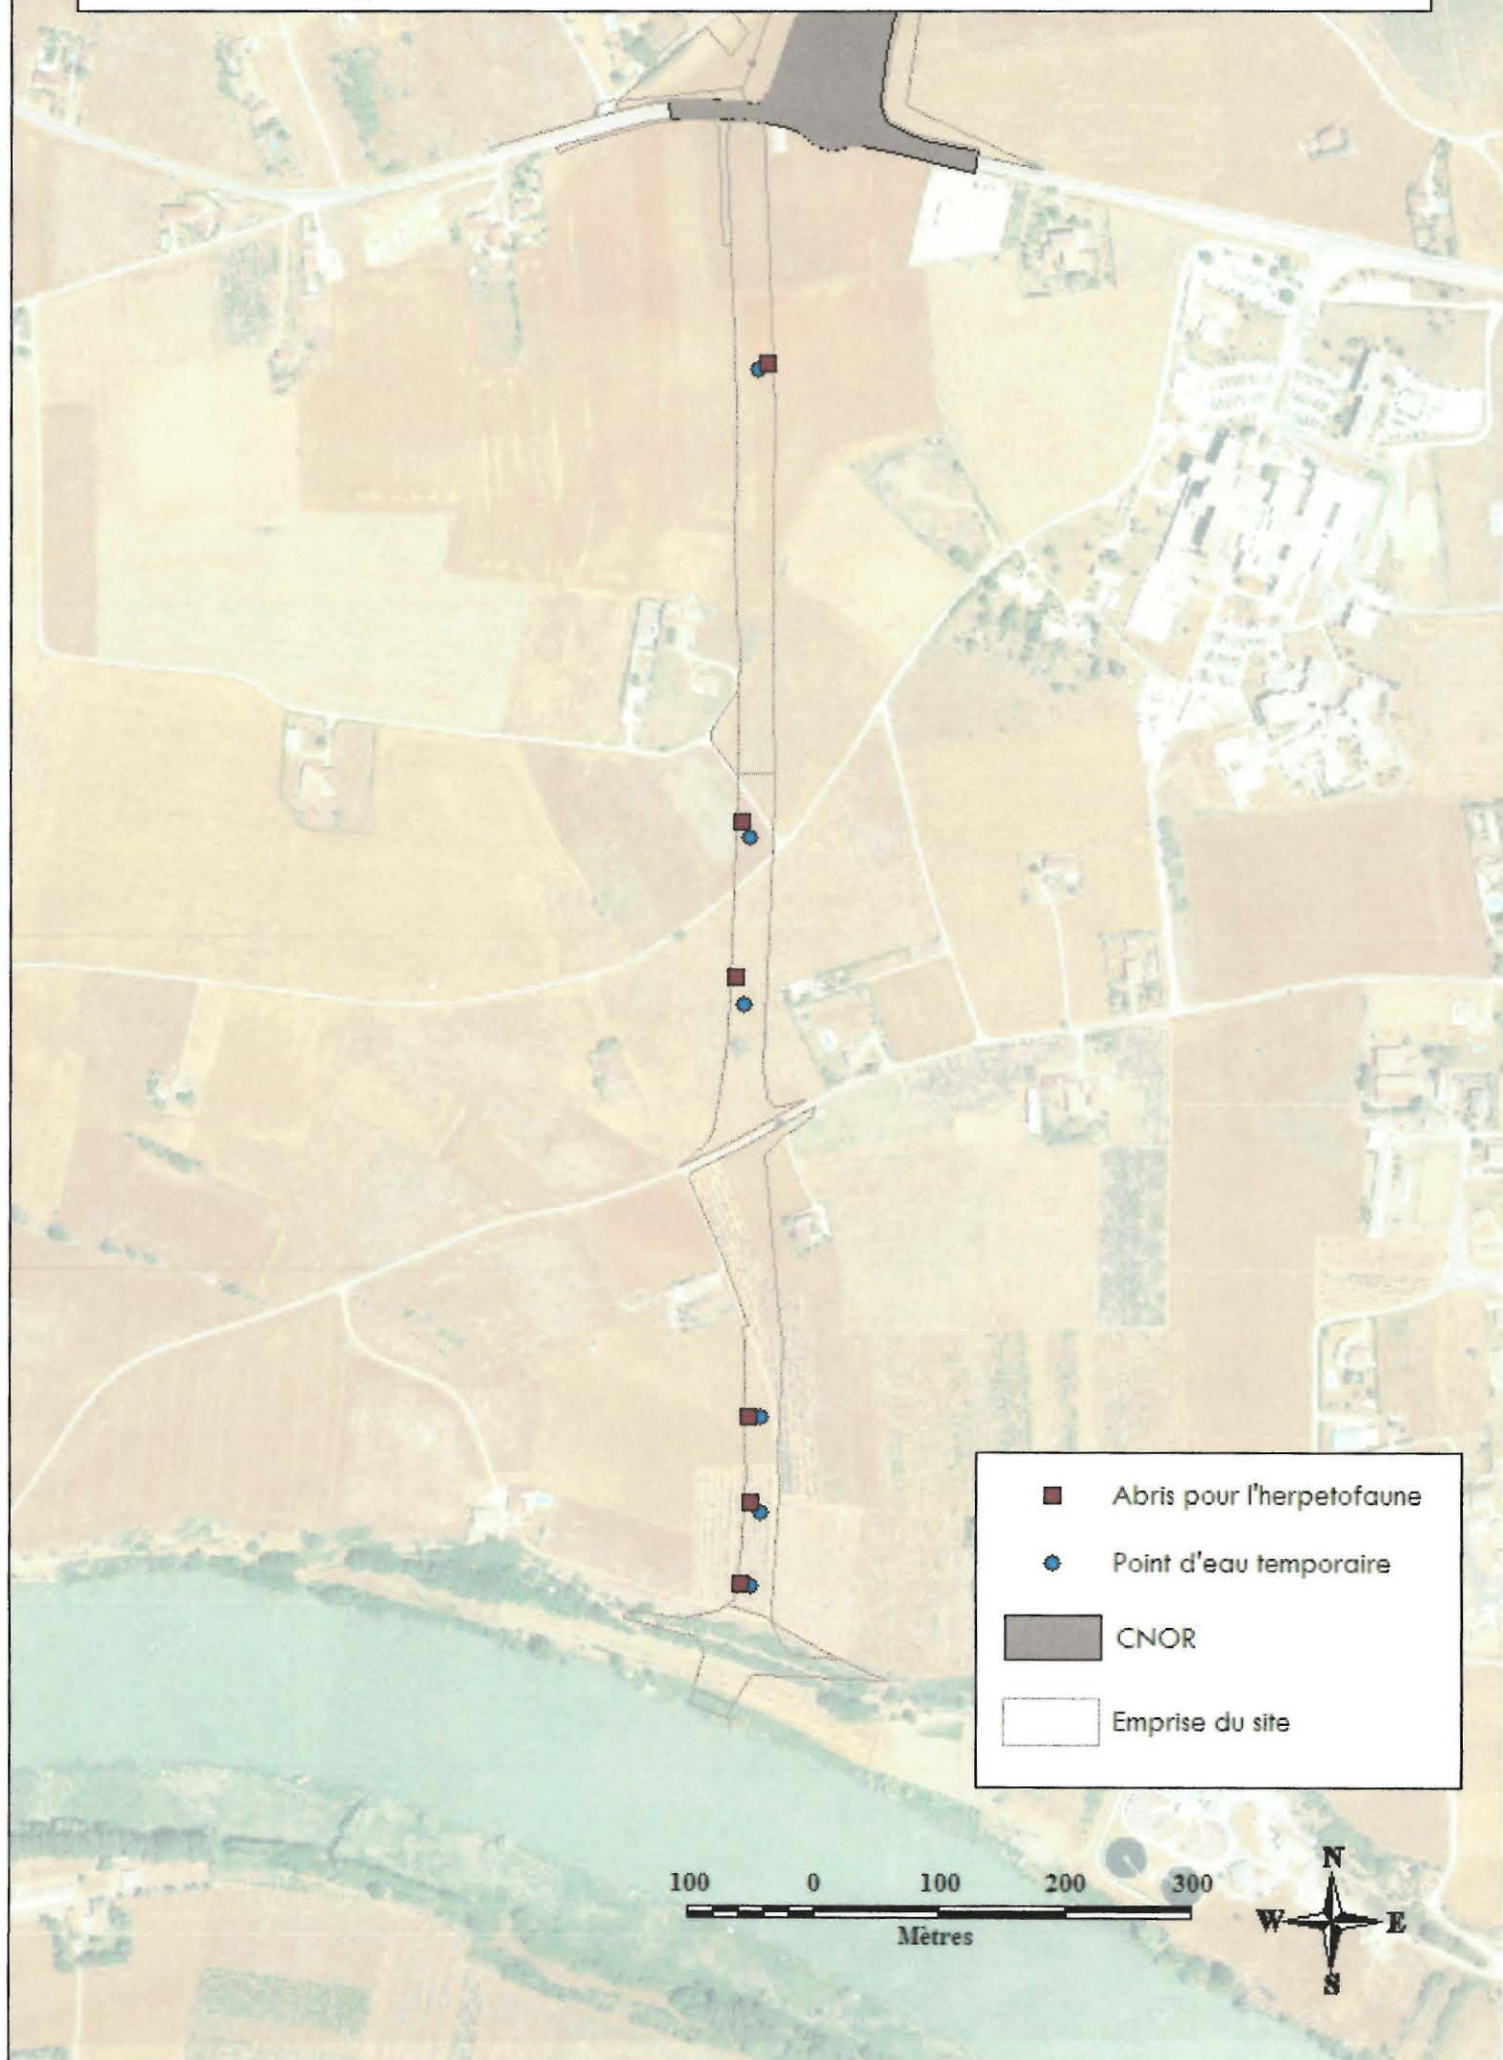 Abris pour l'herpetofaune
Point d'eau temporaire
CNOR
Emprise du site
100 0 100 200 300
Mètres
N
W E
S